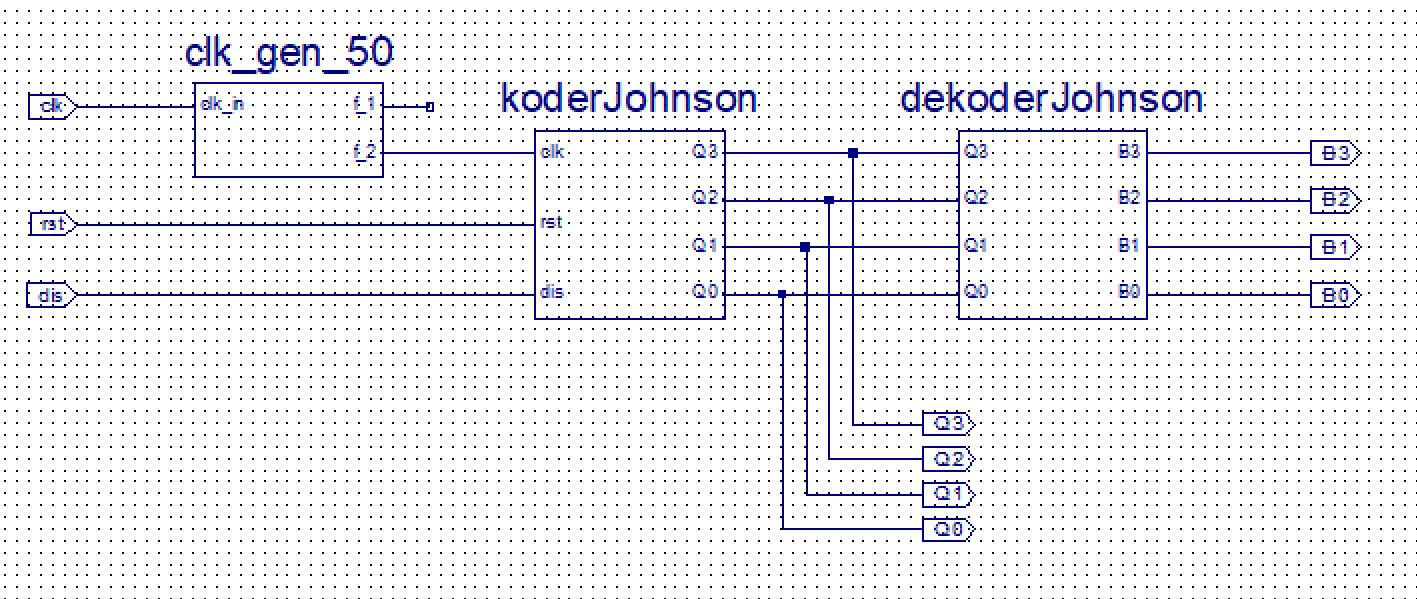 clk_gen_50
clk
clk_in
f_1
f_2
koderJohnson
clk
rst
dis
Q3
Q2
Q1
Q0
rst
dis
dekoderJohnson
Q3
Q2
Q1
Q0
B3
B2
B1
B0
B3
B2
B1
B0
Q3
Q2
Q1
Q0